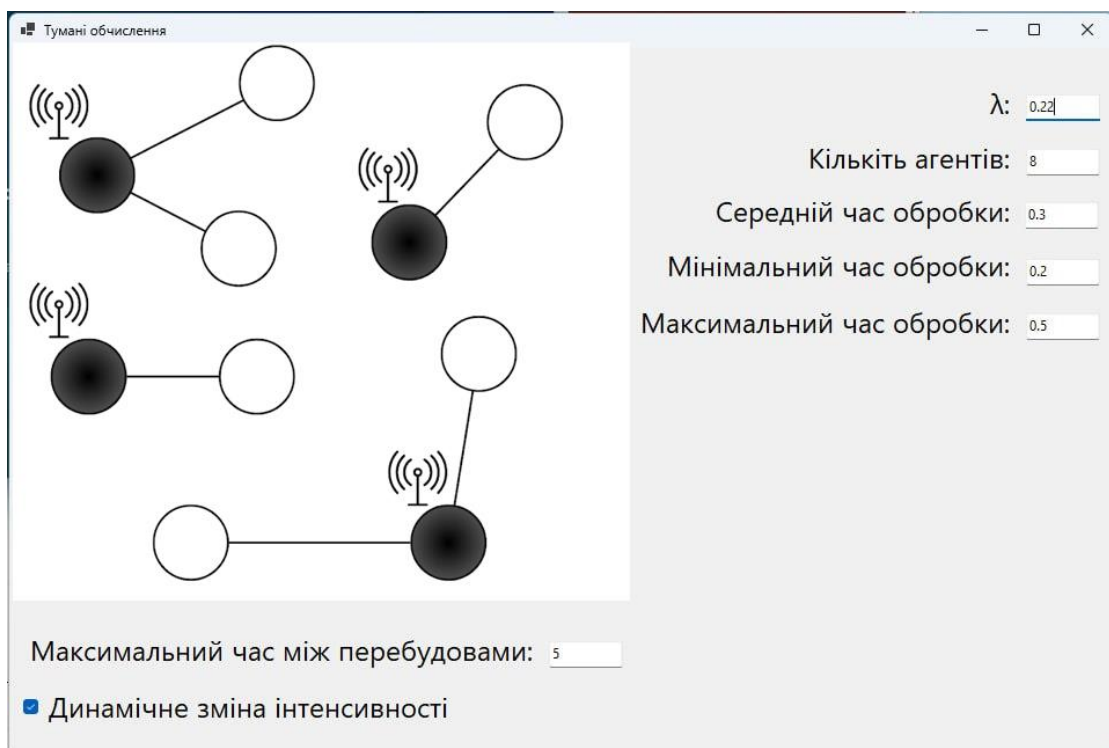 Тумані обчислення
λ: 0.22
Кількіть агентів: 8
Середній час обробки: 0.3
Мінімальний час обробки: 0.2
Максимальний час обробки: 0.5
Максимальний час між перебудовами: 5
Динамічне зміна інтенсивності